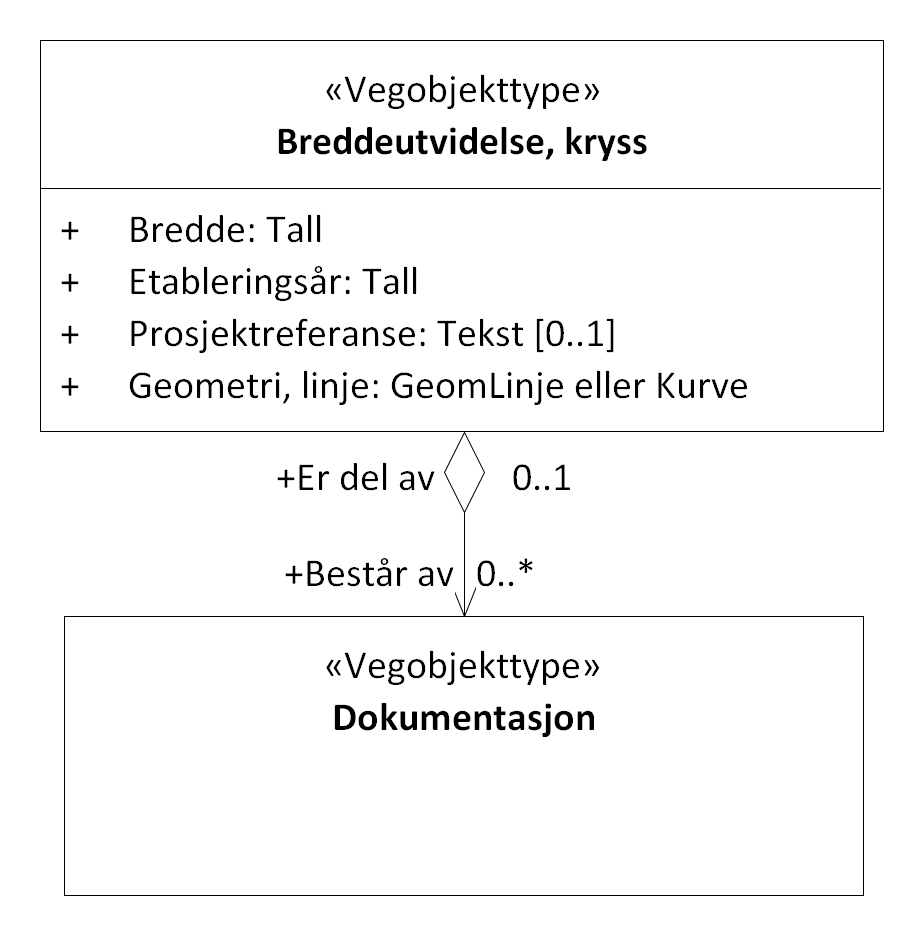 «Vegobjekttype»
Breddeutvidelse, kryss
+ Bredde: Tall
+ Etableringsår: Tall
+ Prosjektreferanse: Tekst [0..1]
+ Geometri, linje: GeomLinje eller Kurve
+Er del av 0..1
+Består av 0..*
«Vegobjekttype»
Dokumentasjon